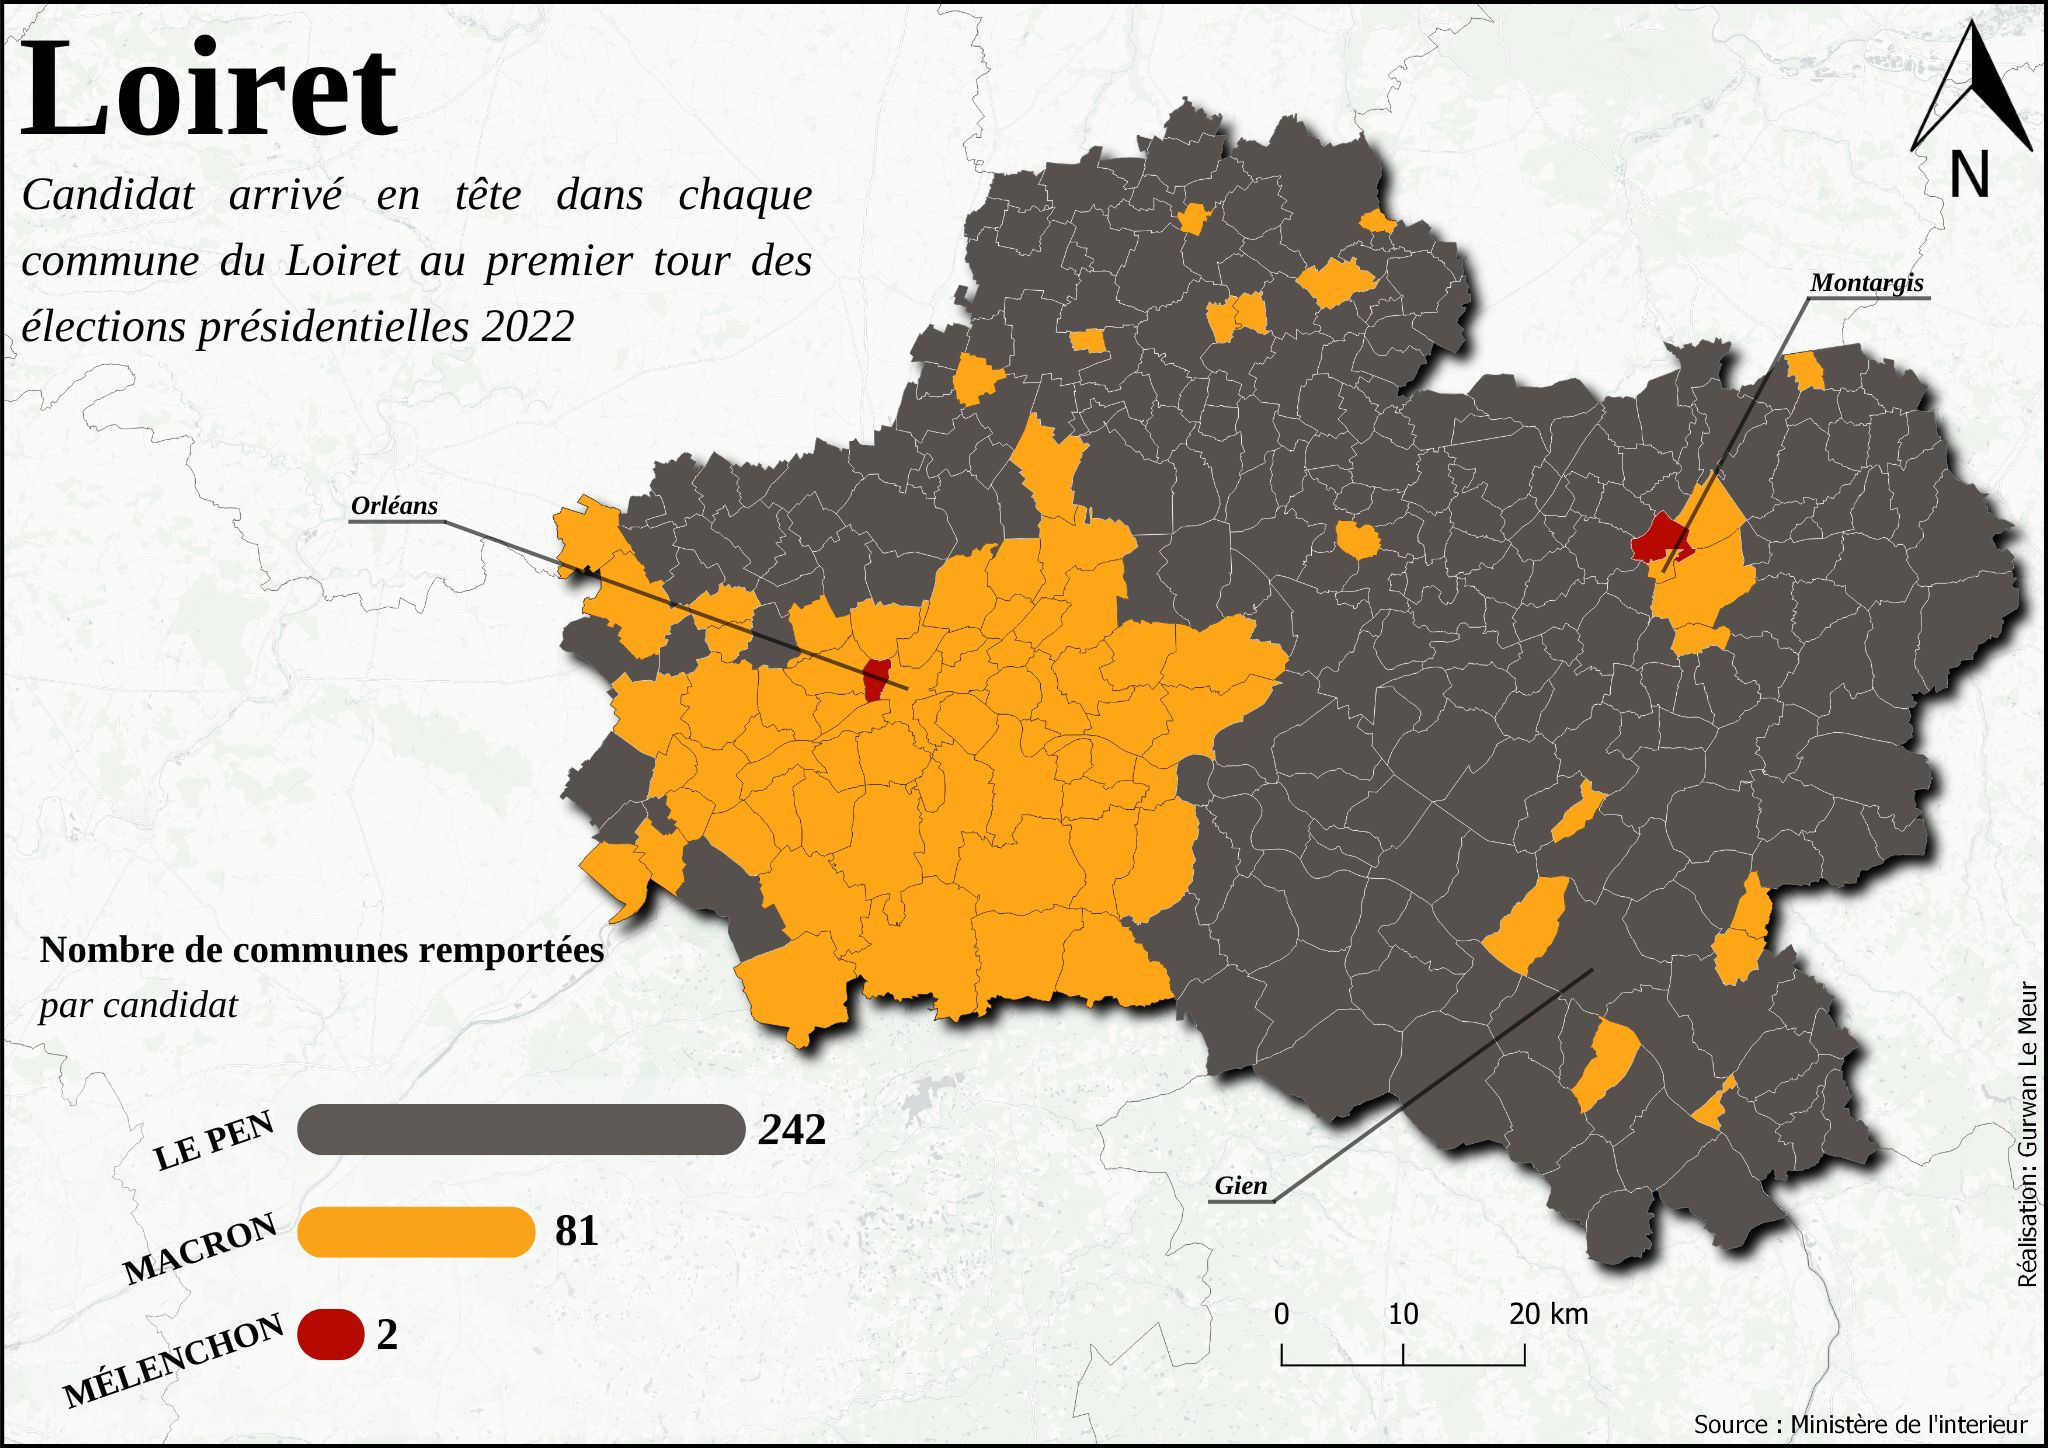 Loiret
Candidat arrivé en tête dans chaque
commune du Loiret au premier tour des
élections présidentielles 2022
N
Montargis
Orléans
Nombre de communes remportées
par candidat
LE PEN 242
MACRON 81
MÉLENCHON 2
Gien
0 10 20 km
Réalisation: Gurwan Le Meur
Source : Ministère de l'interieur